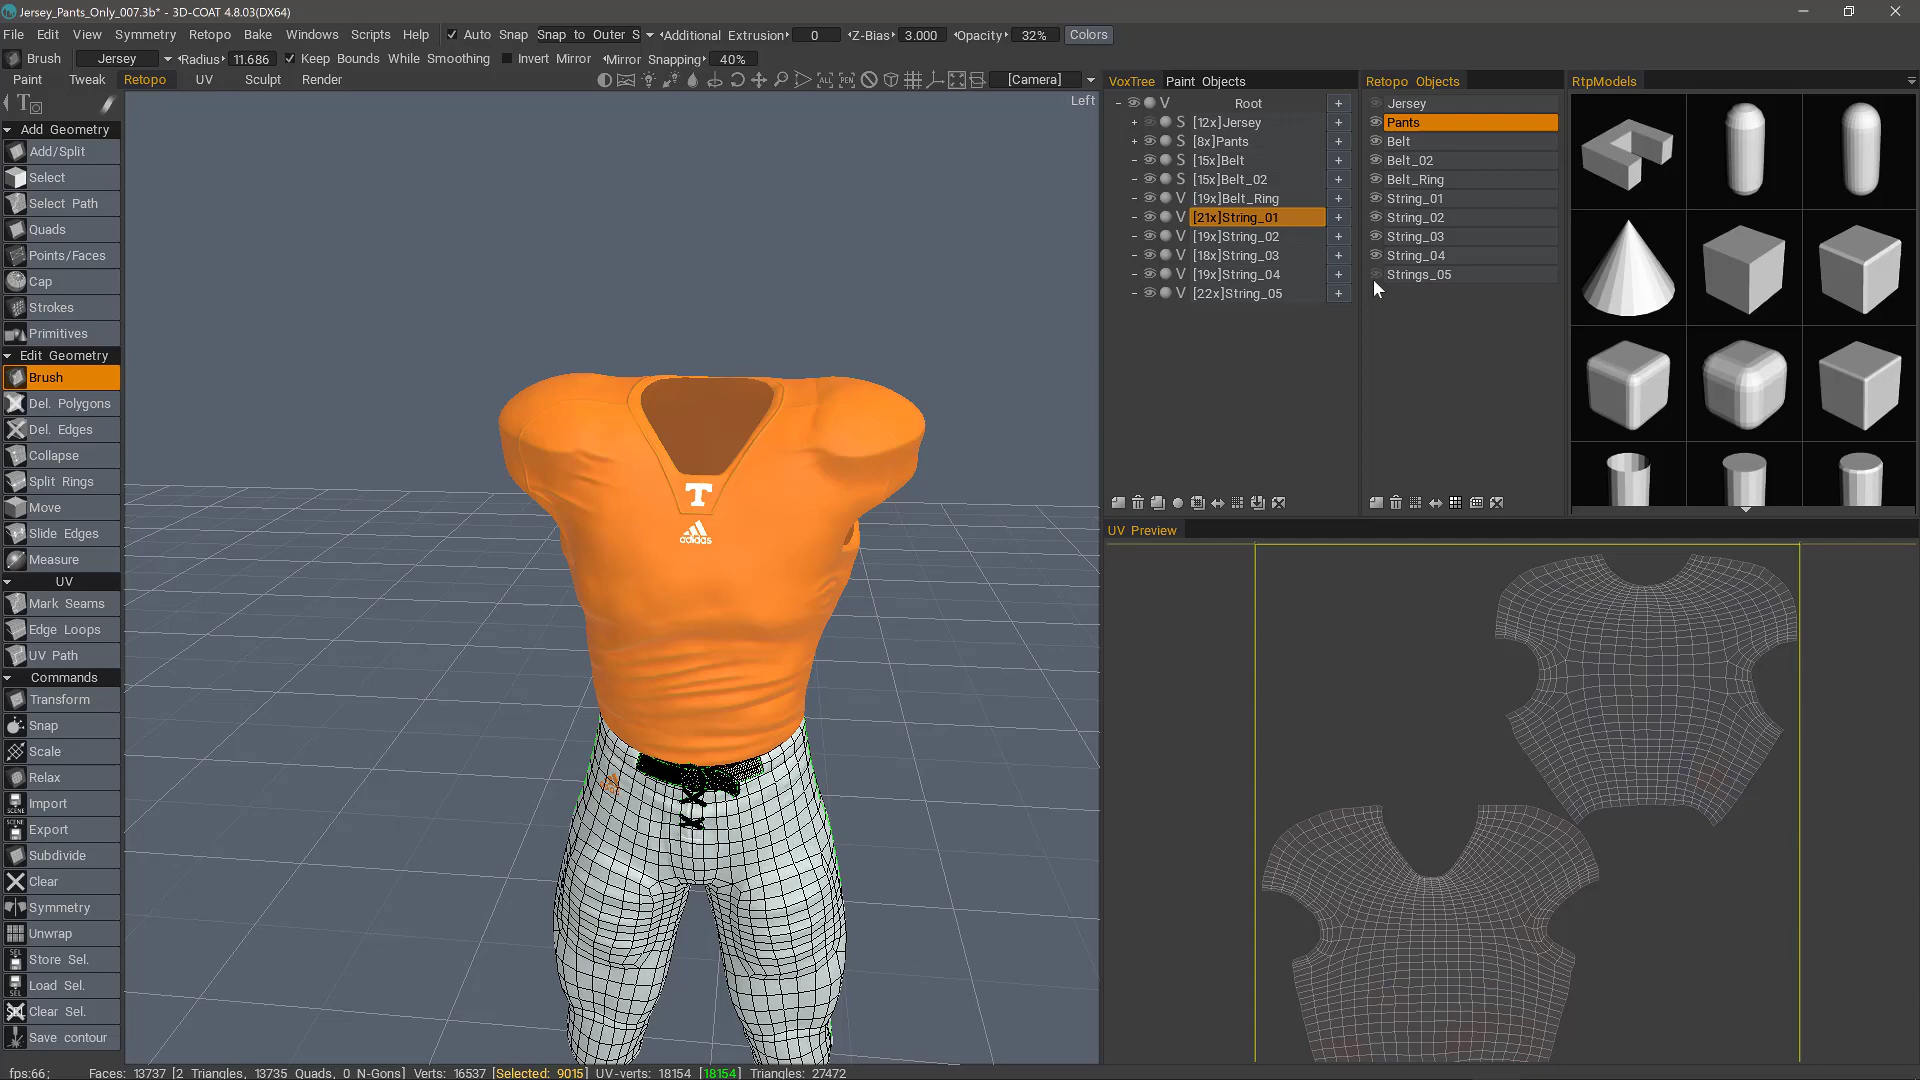 Jersey_Pants_Only_007.3b* - 3D-COAT 4.8.03(DX64)
File Edit View Symmetry Retopo Bake Windows Scripts Help Auto Snap Snap to Outer S Additional Extrusion 0 Z-Bias 3.000 Opacity 32% Colors
Brush Jersey Radius 11.686 Keep Bounds While Smoothing Invert Mirror Mirror Snapping 40%
Paint Tweak Retopo UV Sculpt Render ALL PEN [Camera]
Left
Add Geometry
Add/Split
Select
Select Path
Quads
Points/Faces
Cap
Strokes
Primitives
Edit Geometry
Brush
Del. Polygons
Del. Edges
Collapse
Split Rings
Move
Slide Edges
Measure
UV
Mark Seams
Edge Loops
UV Path
Commands
Transform
Snap
Scale
Relax
SCENE Import
SCENE Export
Subdivide
Clear
Symmetry
Unwrap
SEL Store Sel.
SEL Load Sel.
SEL Clear Sel.
Save contour
T
adidas
VoxTree Paint Objects
V Root
S [12x]Jersey
S [8x]Pants
S [15x]Belt
S [15x]Belt_02
V [19x]Belt_Ring
V [21x]String_01
V [19x]String_02
V [18x]String_03
V [19x]String_04
V [22x]String_05
Retopo Objects
Jersey
Pants
Belt
Belt_02
Belt_Ring
String_01
String_02
String_03
String_04
Strings_05
RtpModels
UV Preview
fps:66; Faces: 13737 [2 Triangles, 13735 Quads, 0 N-Gons] Verts: 16537 [Selected: 9015] UV-verts: 18154 [18154] Triangles: 27472